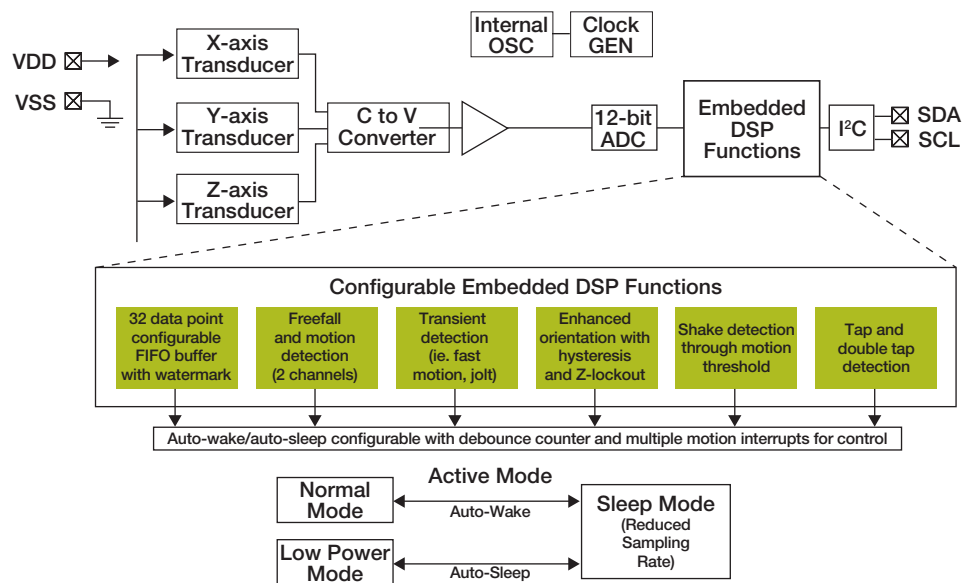 VDD
VSS
X-axis
Transducer
Y-axis
Transducer
Z-axis
Transducer
C to V
Converter
Internal
OSC
Clock
GEN
12-bit
ADC
Embedded
DSP
Functions
I²C
SDA
SCL
Configurable Embedded DSP Functions
32 data point
configurable
FIFO buffer
with watermark
Freefall
and motion
detection
(2 channels)
Transient
detection
(ie. fast
motion, jolt)
Enhanced
orientation with
hysteresis
and Z-lockout
Shake detection
through motion
threshold
Tap and
double tap
detection
Auto-wake/auto-sleep configurable with debounce counter and multiple motion interrupts for control
Active Mode
Normal
Mode
Auto-Wake
Low Power
Mode
Auto-Sleep
Sleep Mode
(Reduced
Sampling
Rate)